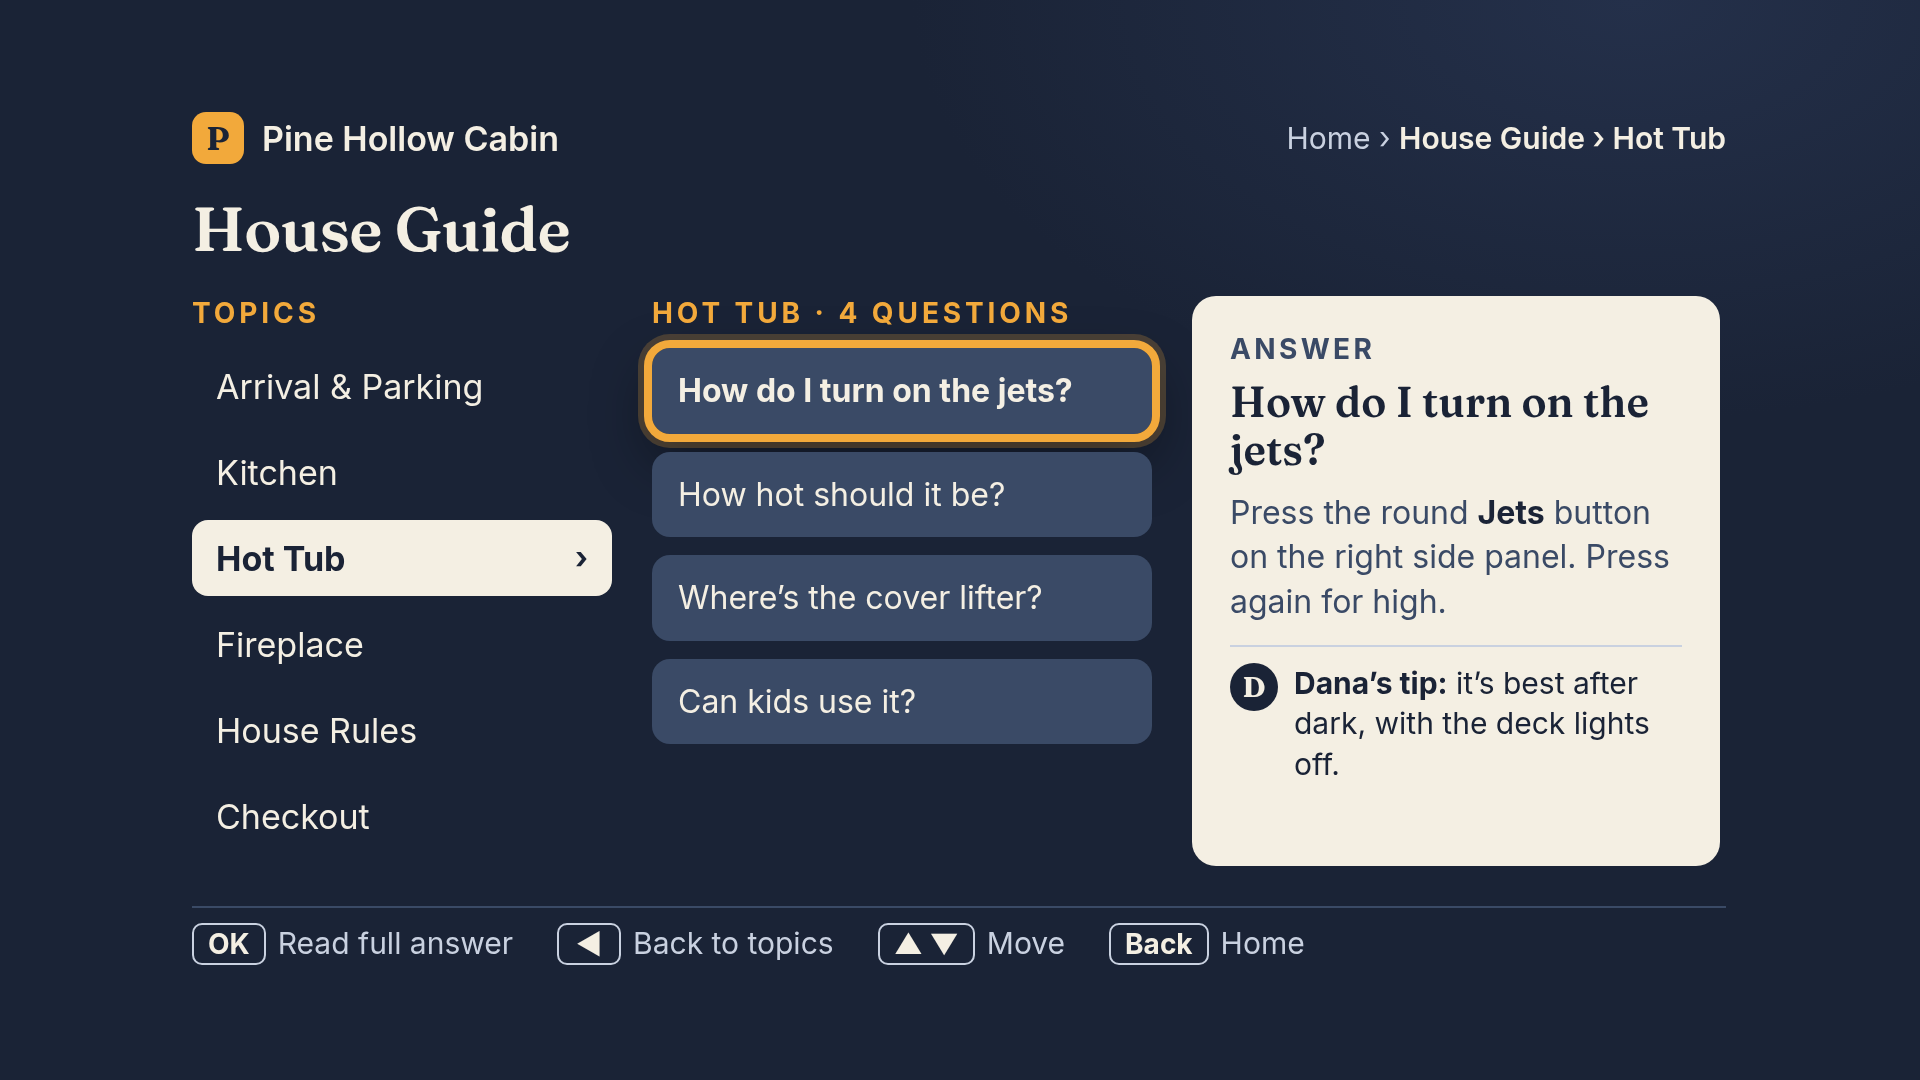 P Pine Hollow Cabin
Home › House Guide › Hot Tub
House Guide
TOPICS
Arrival & Parking
Kitchen
Hot Tub ›
Fireplace
House Rules
Checkout
HOT TUB · 4 QUESTIONS
How do I turn on the jets?
How hot should it be?
Where’s the cover lifter?
Can kids use it?
ANSWER
How do I turn on the
jets?
Press the round Jets button
on the right side panel. Press
again for high.
D Dana’s tip: it’s best after
dark, with the deck lights
off.
OK Read full answer ◀ Back to topics ▲ ▼ Move Back Home